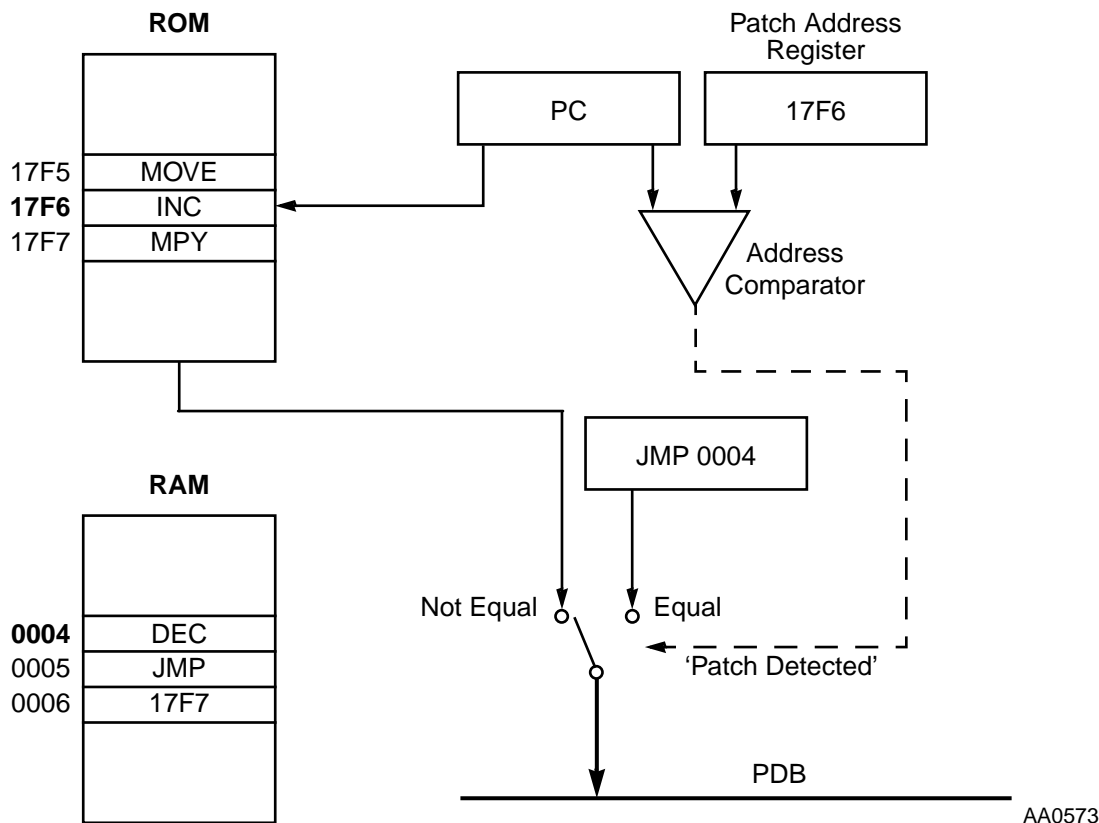 ROM
Patch Address
Register
PC
17F6
17F5 MOVE
17F6 INC
17F7 MPY
Address
Comparator
JMP 0004
RAM
Not Equal
Equal
0004 DEC
0005 JMP
‘Patch Detected’
0006 17F7
PDB
AA0573